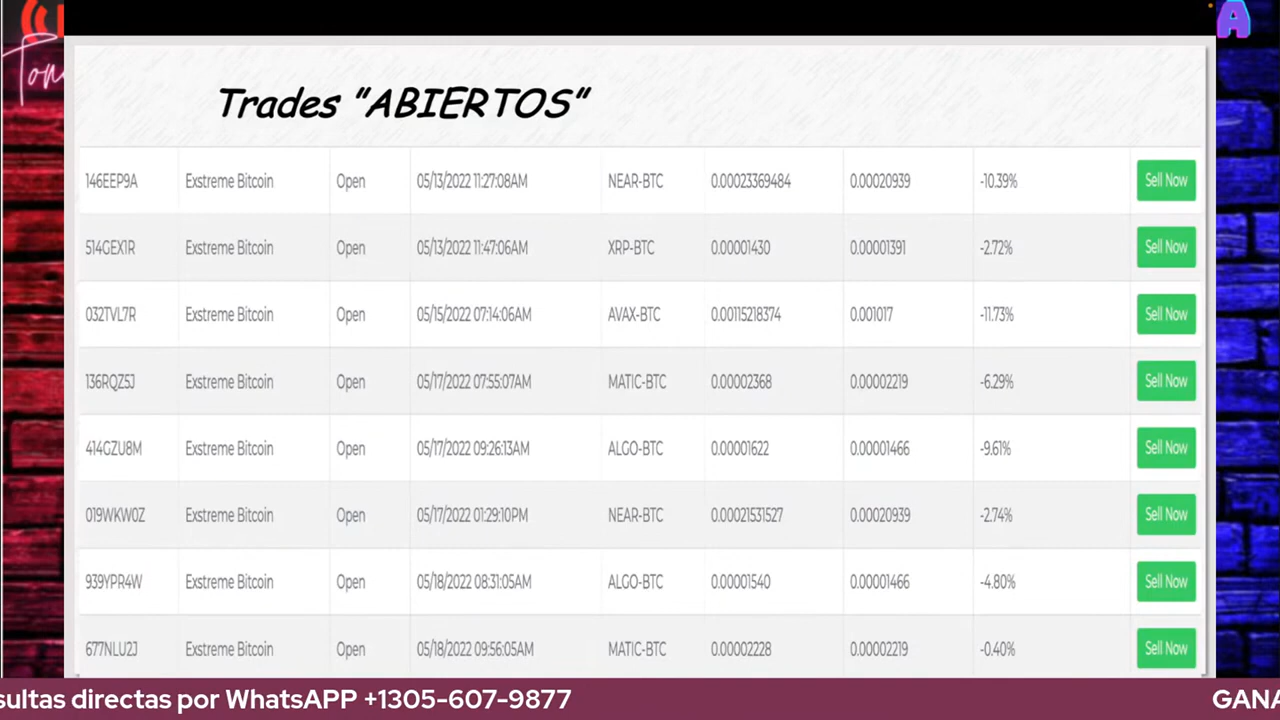 Tom
A
Trades "ABIERTOS"
146EEP9A Exstreme Bitcoin Open 05/13/2022 11:27:08AM NEAR-BTC 0.00023369484 0.00020939 -10.39% Sell Now
514GEX1R Exstreme Bitcoin Open 05/13/2022 11:47:06AM XRP-BTC 0.00001430 0.00001391 -2.72% Sell Now
032TVL7R Exstreme Bitcoin Open 05/15/2022 07:14:06AM AVAX-BTC 0.00115218374 0.001017 -11.73% Sell Now
136RQZ5J Exstreme Bitcoin Open 05/17/2022 07:55:07AM MATIC-BTC 0.00002368 0.00002219 -6.29% Sell Now
414GZU8M Exstreme Bitcoin Open 05/17/2022 09:26:13AM ALGO-BTC 0.00001622 0.00001466 -9.61% Sell Now
019WKW0Z Exstreme Bitcoin Open 05/17/2022 01:29:10PM NEAR-BTC 0.00021531527 0.00020939 -2.74% Sell Now
939YPR4W Exstreme Bitcoin Open 05/18/2022 08:31:05AM ALGO-BTC 0.00001540 0.00001466 -4.80% Sell Now
677NLU2J Exstreme Bitcoin Open 05/18/2022 09:56:05AM MATIC-BTC 0.00002228 0.00002219 -0.40% Sell Now
sultas directas por WhatsAPP +1305-607-9877 GANA